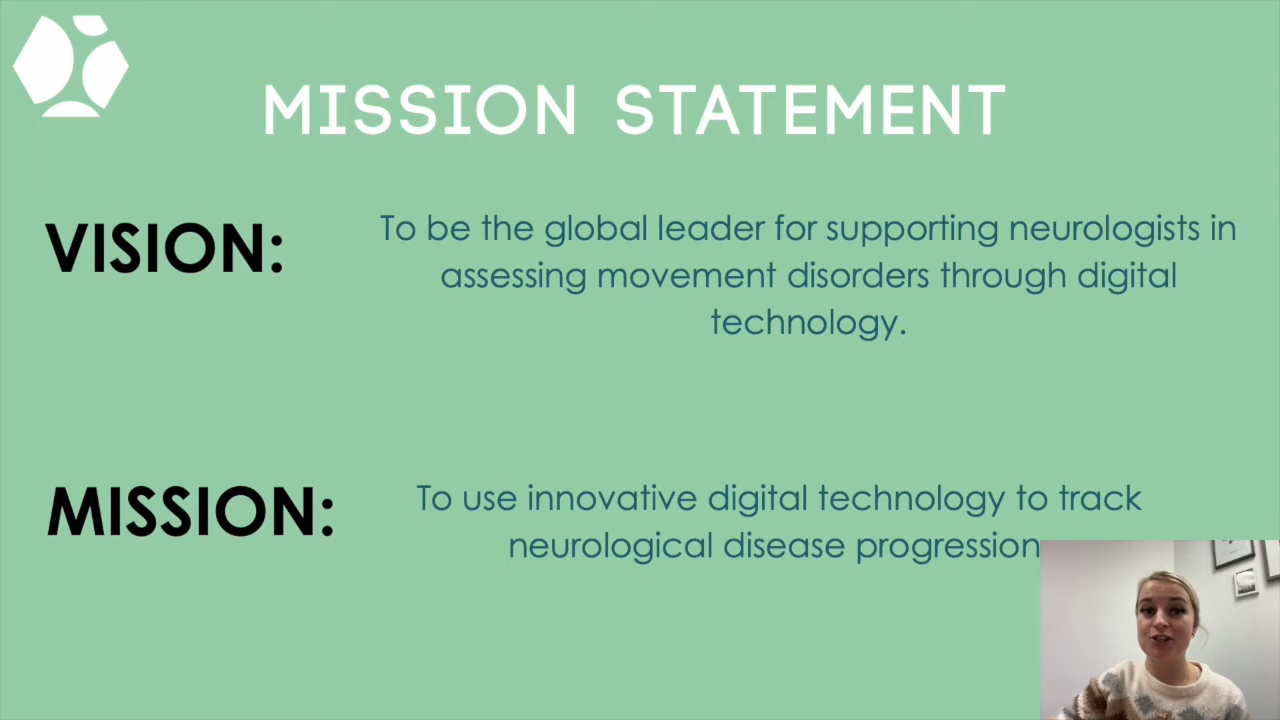 MISSION STATEMENT
VISION:
To be the global leader for supporting neurologists in
assessing movement disorders through digital
technology.
MISSION:
To use innovative digital technology to track
neurological disease progression